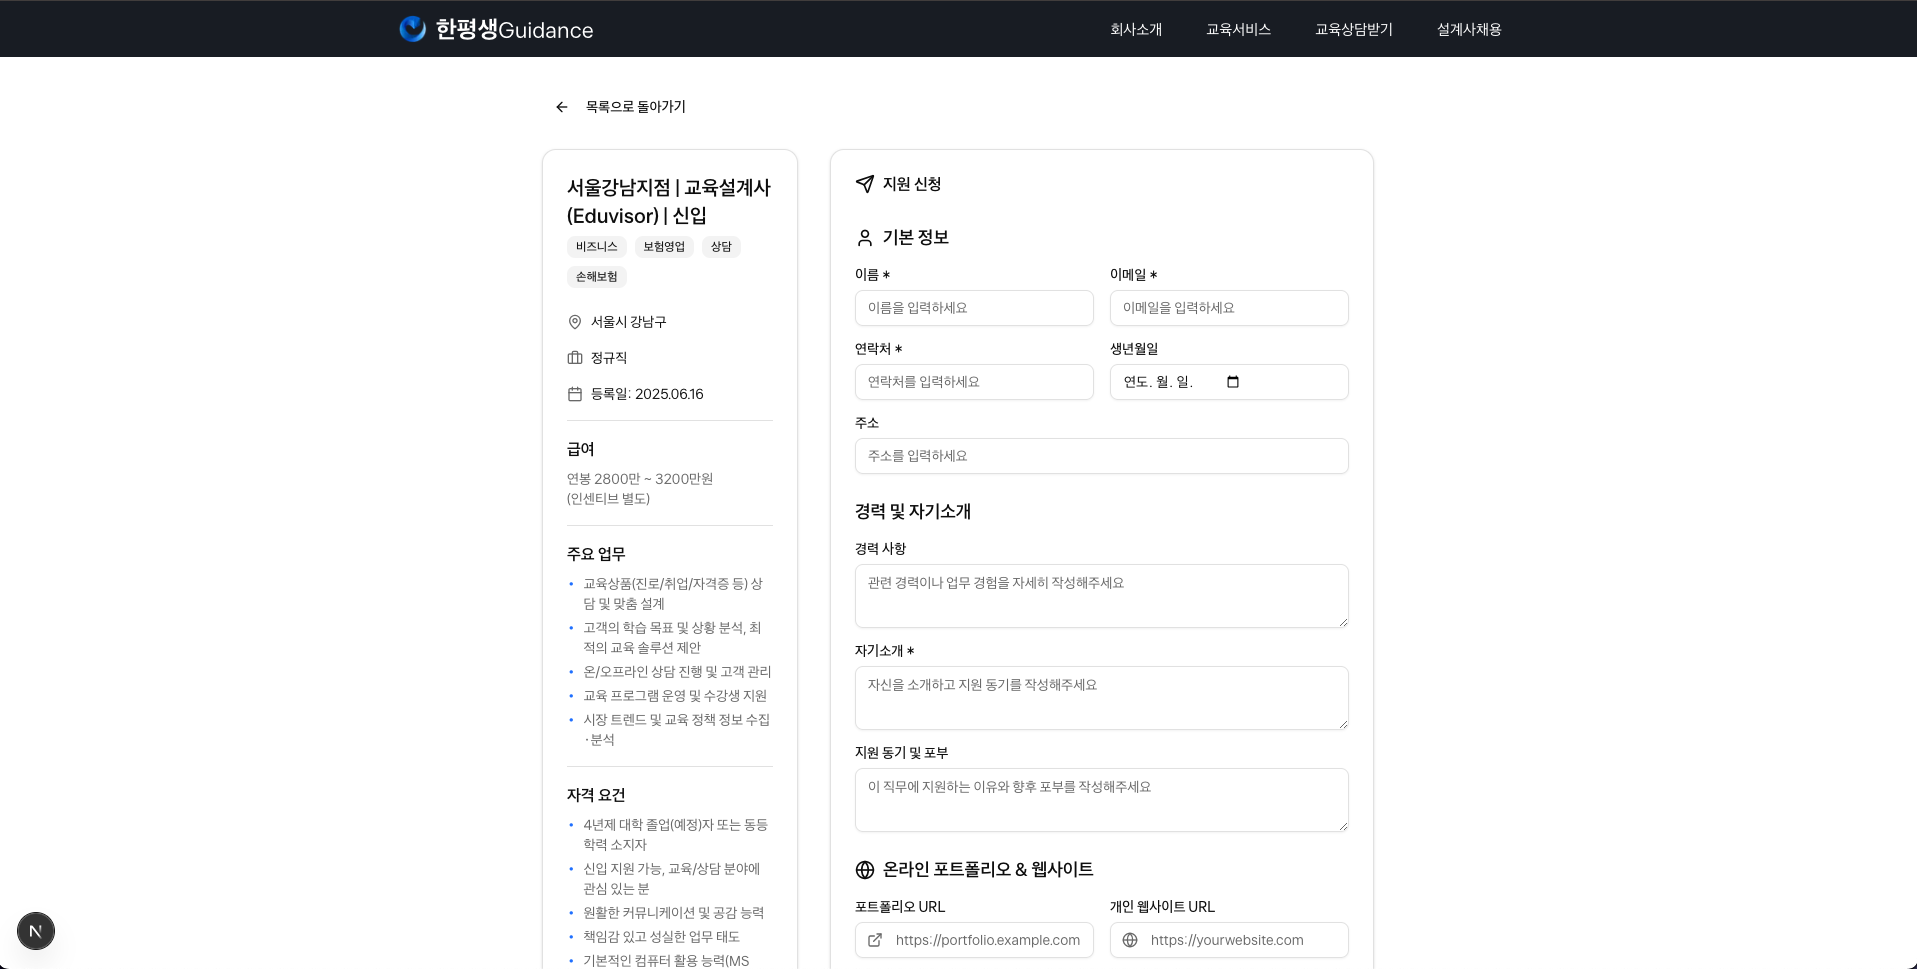 한평생Guidance
회사소개
교육서비스
교육상담받기
설계사채용
목록으로 돌아가기
서울강남지점 | 교육설계사
(Eduvisor) | 신입
비즈니스
보험영업
상담
손해보험
서울시 강남구
정규직
등록일: 2025.06.16
급여
연봉 2800만 ~ 3200만원
(인센티브 별도)
주요 업무
• 교육상품(진로/취업/자격증 등) 상
담 및 맞춤 설계
• 고객의 학습 목표 및 상황 분석, 최
적의 교육 솔루션 제안
• 온/오프라인 상담 진행 및 고객 관리
• 교육 프로그램 운영 및 수강생 지원
• 시장 트렌드 및 교육 정책 정보 수집
·분석
자격 요건
• 4년제 대학 졸업(예정)자 또는 동등
학력 소지자
• 신입 지원 가능, 교육/상담 분야에
관심 있는 분
• 원활한 커뮤니케이션 및 공감 능력
• 책임감 있고 성실한 업무 태도
• 기본적인 컴퓨터 활용 능력(MS
지원 신청
기본 정보
이름 *
이메일 *
이름을 입력하세요
이메일을 입력하세요
연락처 *
생년월일
연락처를 입력하세요
연도. 월. 일.
주소
주소를 입력하세요
경력 및 자기소개
경력 사항
관련 경력이나 업무 경험을 자세히 작성해주세요
자기소개 *
자신을 소개하고 지원 동기를 작성해주세요
지원 동기 및 포부
이 직무에 지원하는 이유와 향후 포부를 작성해주세요
온라인 포트폴리오 & 웹사이트
포트폴리오 URL
개인 웹사이트 URL
https://portfolio.example.com
https://yourwebsite.com
N